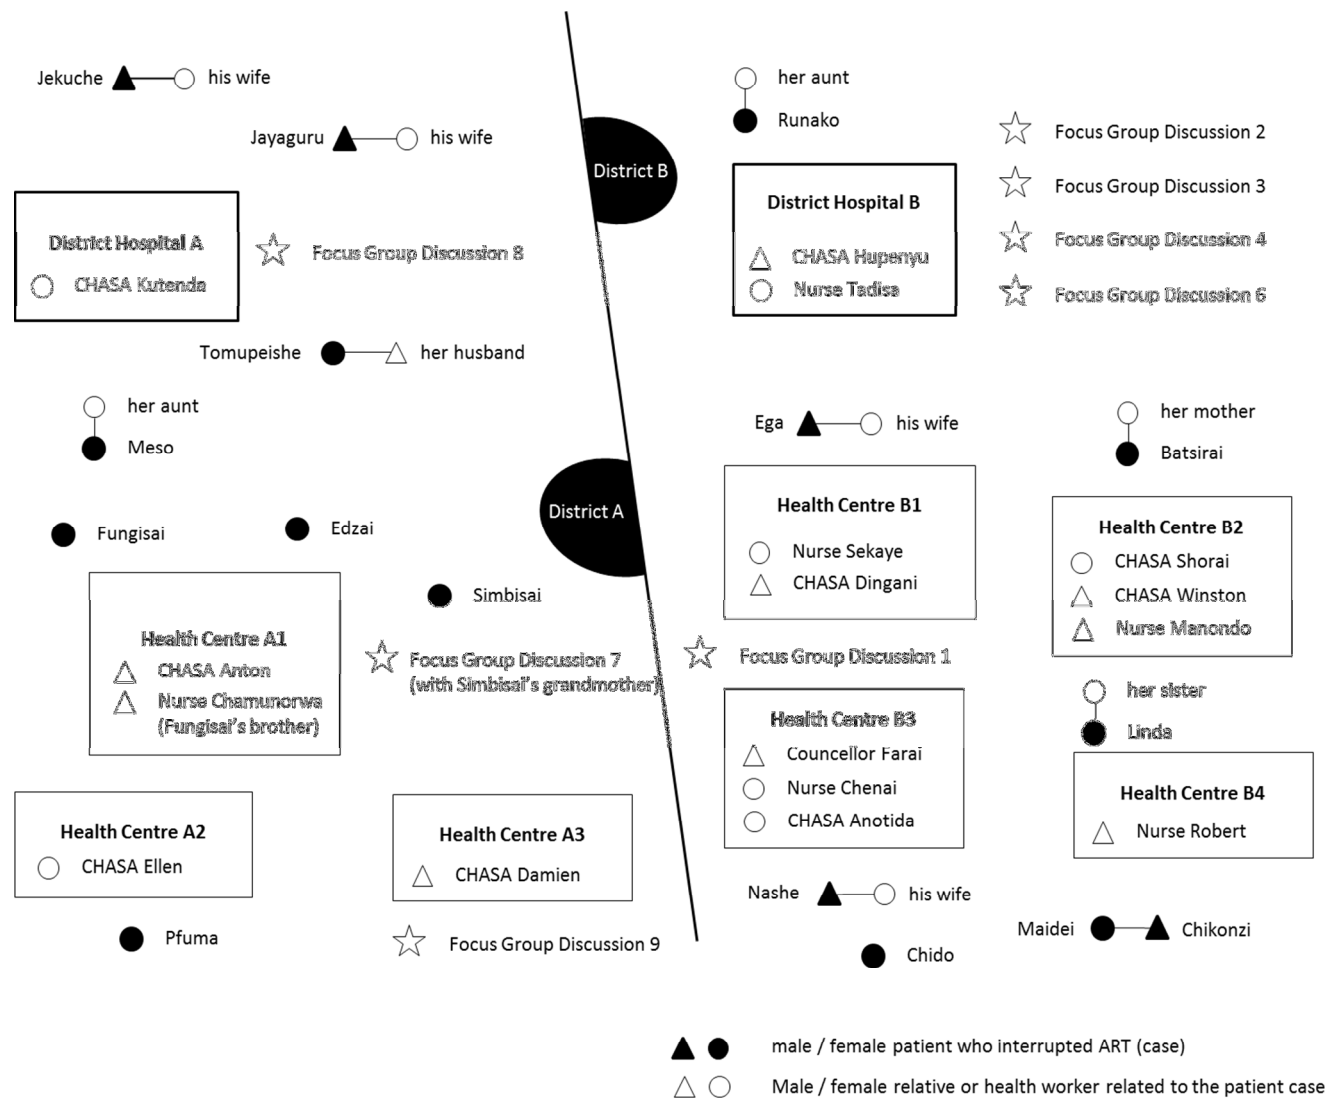 Jekuche
his wife
Jayaguru
his wife
District Hospital A
CHASA Kutenda
Focus Group Discussion 8
Tomupeishe
her husband
her aunt
Meso
Fungisai
Edzai
Simbisai
Health Centre A1
CHASA Anton
Nurse Chamunorwa
(Fungisai's brother)
Focus Group Discussion 7
(with Simbisai's grandmother)
Health Centre A2
CHASA Ellen
Pfuma
Health Centre A3
CHASA Damien
Focus Group Discussion 9
District B
District A
her aunt
Runako
District Hospital B
CHASA Hupenyu
Nurse Tadisa
Focus Group Discussion 2
Focus Group Discussion 3
Focus Group Discussion 4
Focus Group Discussion 6
Ega
his wife
Health Centre B1
Nurse Sekaye
CHASA Dingani
her mother
Batsirai
Health Centre B2
CHASA Shorai
CHASA Winston
Nurse Manondo
Focus Group Discussion 1
Health Centre B3
Councellor Farai
Nurse Chenai
CHASA Anotida
her sister
Linda
Health Centre B4
Nurse Robert
Nashe
his wife
Chido
Maidei
Chikonzi
male / female patient who interrupted ART (case)
Male / female relative or health worker related to the patient case